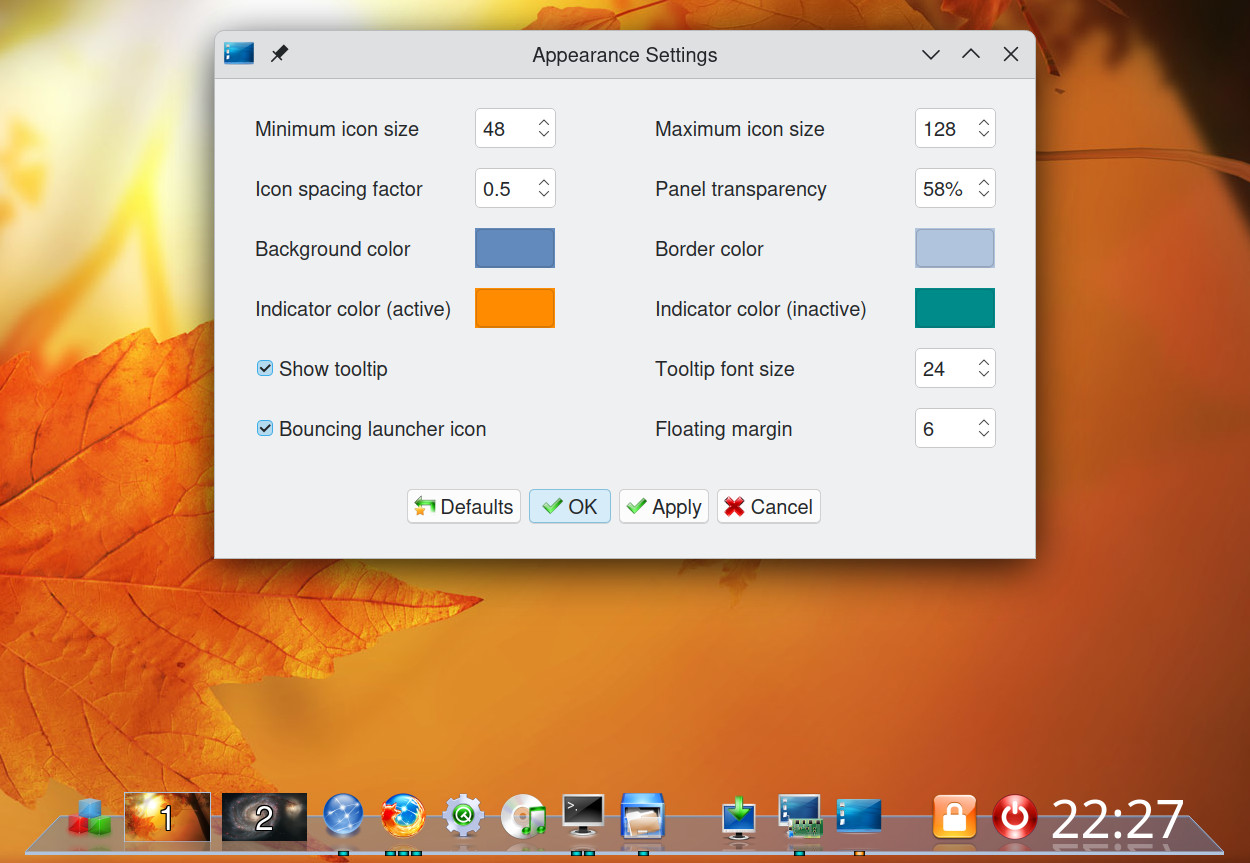 Appearance Settings
Minimum icon size 48 Maximum icon size 128
Icon spacing factor 0.5 Panel transparency 58%
Background color Border color
Indicator color (active) Indicator color (inactive)
Show tooltip Tooltip font size 24
Bouncing launcher icon Floating margin 6
Defaults OK Apply Cancel
1 2 >_ 22:27